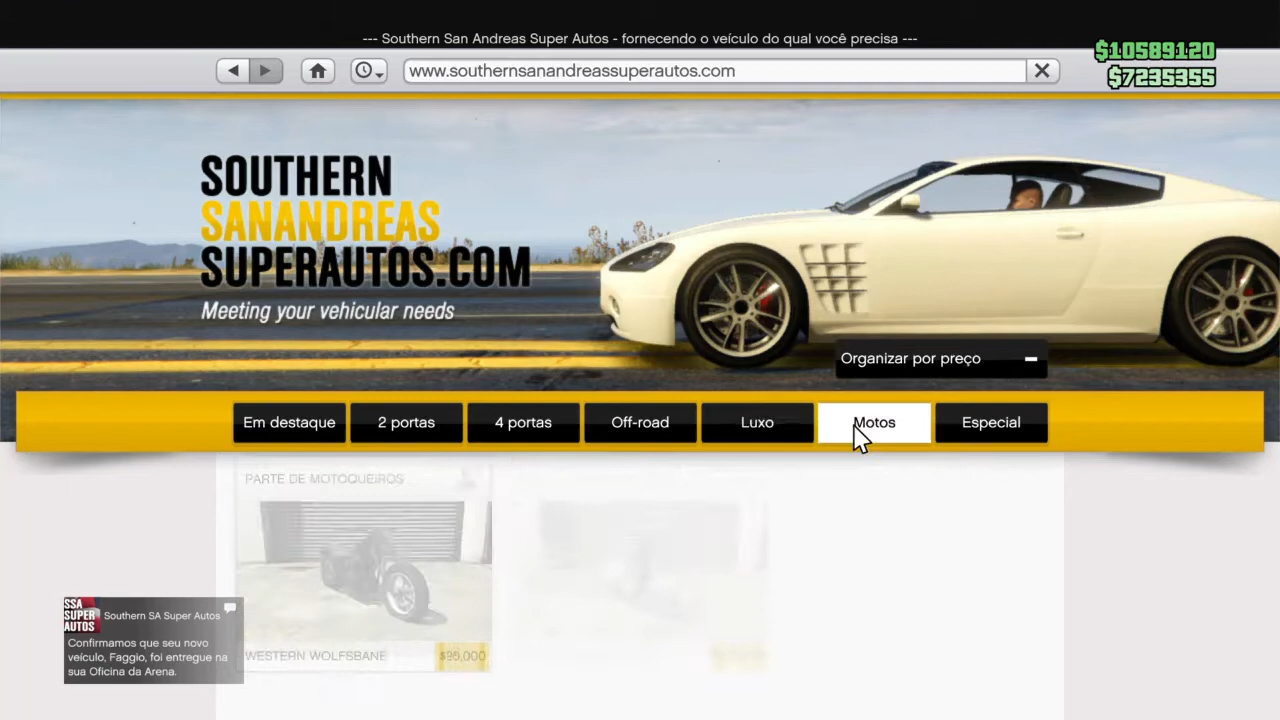 --- Southern San Andreas Super Autos - fornecendo o veículo do qual você precisa ---
$10589120
www.southernsanandreassuperautos.com
$7235355
SOUTHERN
SANANDREAS
SUPERAUTOS.COM
Meeting your vehicular needs
Organizar por preço
Em destaque 2 portas 4 portas Off-road Luxo Motos Especial
PARTE DE MOTOQUEIROS
WESTERN WOLFSBANE $95,000
SSA
SUPER
AUTOS
Southern SA Super Autos
Confirmamos que seu novo
veículo, Faggio, foi entregue na
sua Oficina da Arena.